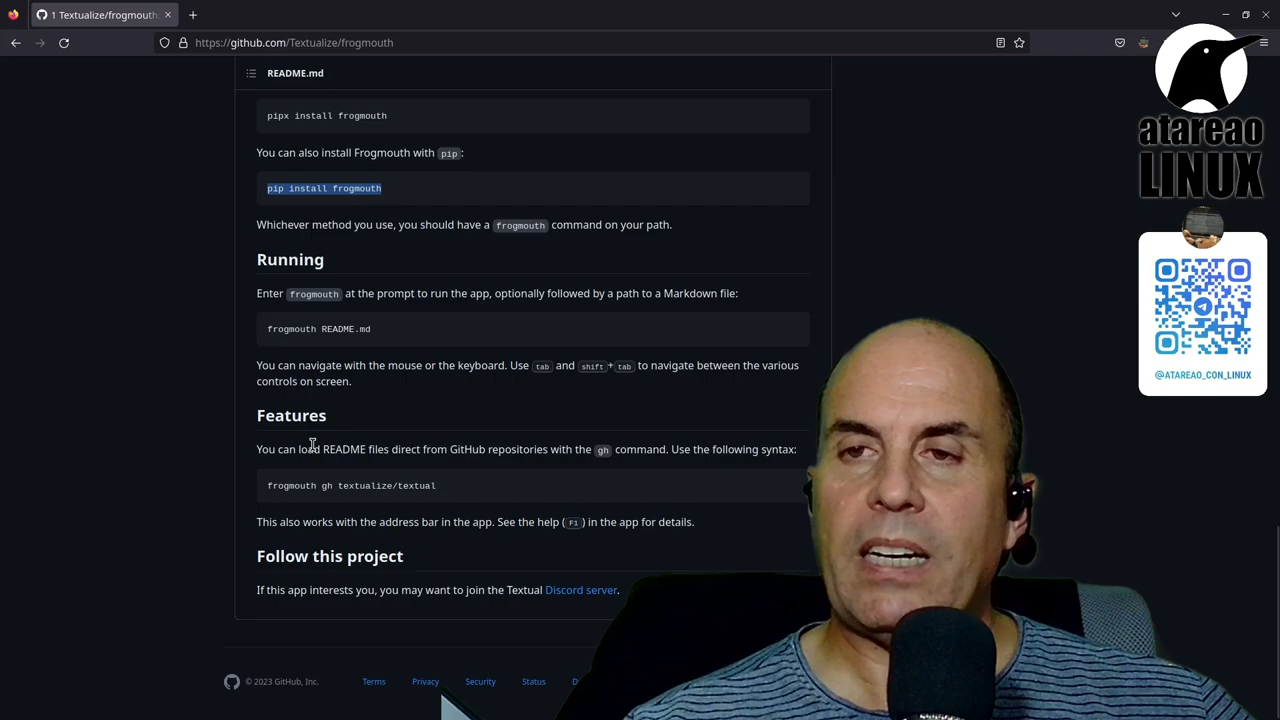 1 Textualize/frogmouth:
https://github.com/Textualize/frogmouth
README.md
pipx install frogmouth
You can also install Frogmouth with pip:
pip install frogmouth
Whichever method you use, you should have a frogmouth command on your path.
Running
Enter frogmouth at the prompt to run the app, optionally followed by a path to a Markdown file:
frogmouth README.md
You can navigate with the mouse or the keyboard. Use tab and shift+tab to navigate between the various
controls on screen.
Features
You can load README files direct from GitHub repositories with the gh command. Use the following syntax:
frogmouth gh textualize/textual
This also works with the address bar in the app. See the help (F1) in the app for details.
Follow this project
If this app interests you, you may want to join the Textual Discord server.
© 2023 GitHub, Inc. Terms Privacy Security Status D
atareao
LINUX
@ATAREAO_CON_LINUX